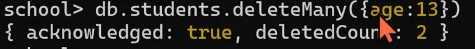 school> db.students.deleteMany({age:13})
{ acknowledged: true, deletedCount: 2 }